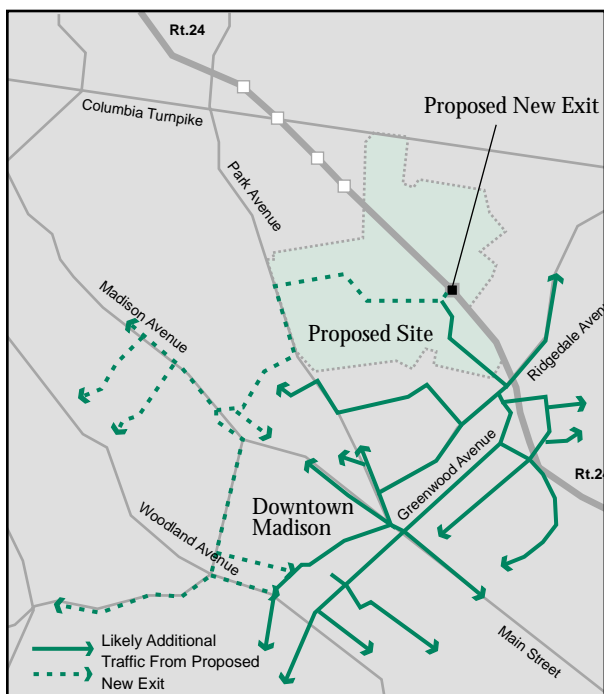 Rt.24
Columbia Turnpike
Proposed New Exit
Park Avenue
Madison Avenue
Proposed Site
Ridgedale Avenue
Greenwood Avenue
Rt.24
Downtown
Madison
Woodland Avenue
Main Street
Likely Additional
Traffic From Proposed
New Exit